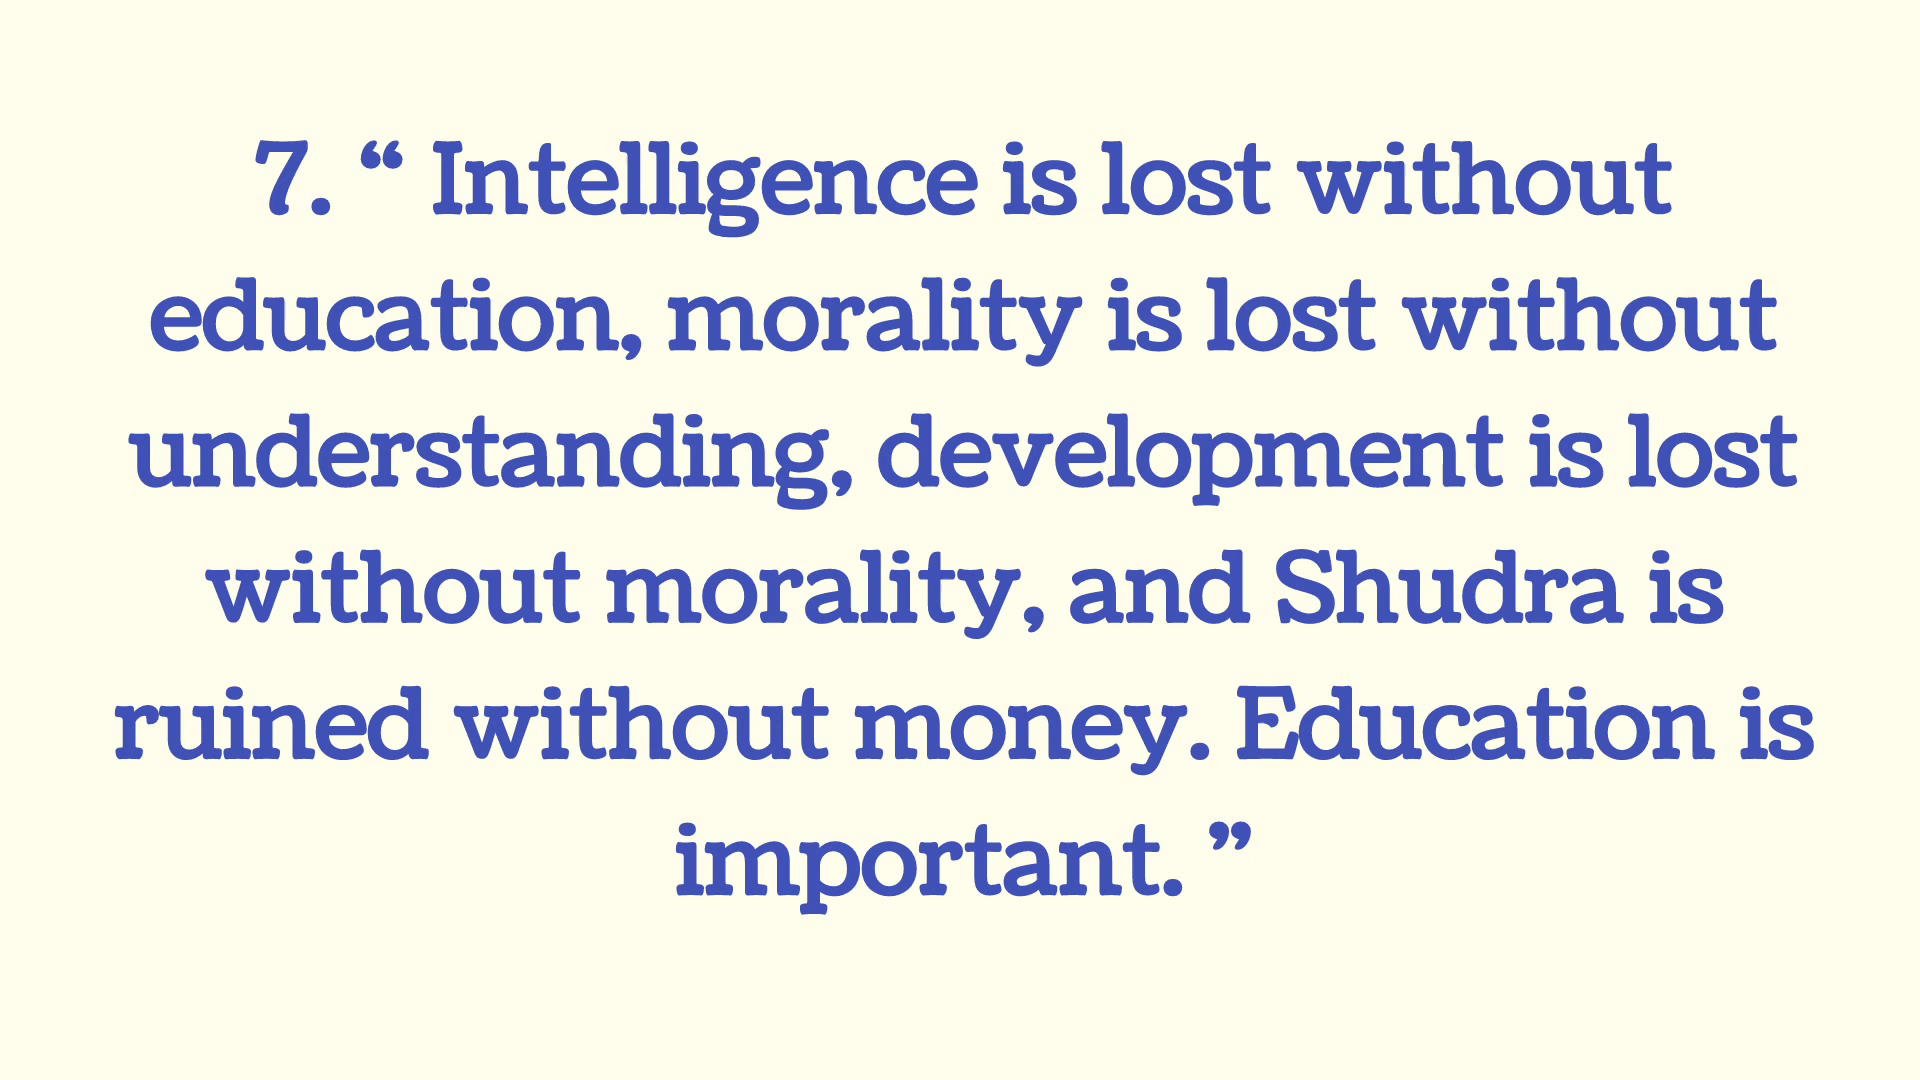 7. “ Intelligence is lost without
education, morality is lost without
understanding, development is lost
without morality, and Shudra is
ruined without money. Education is
important. ”